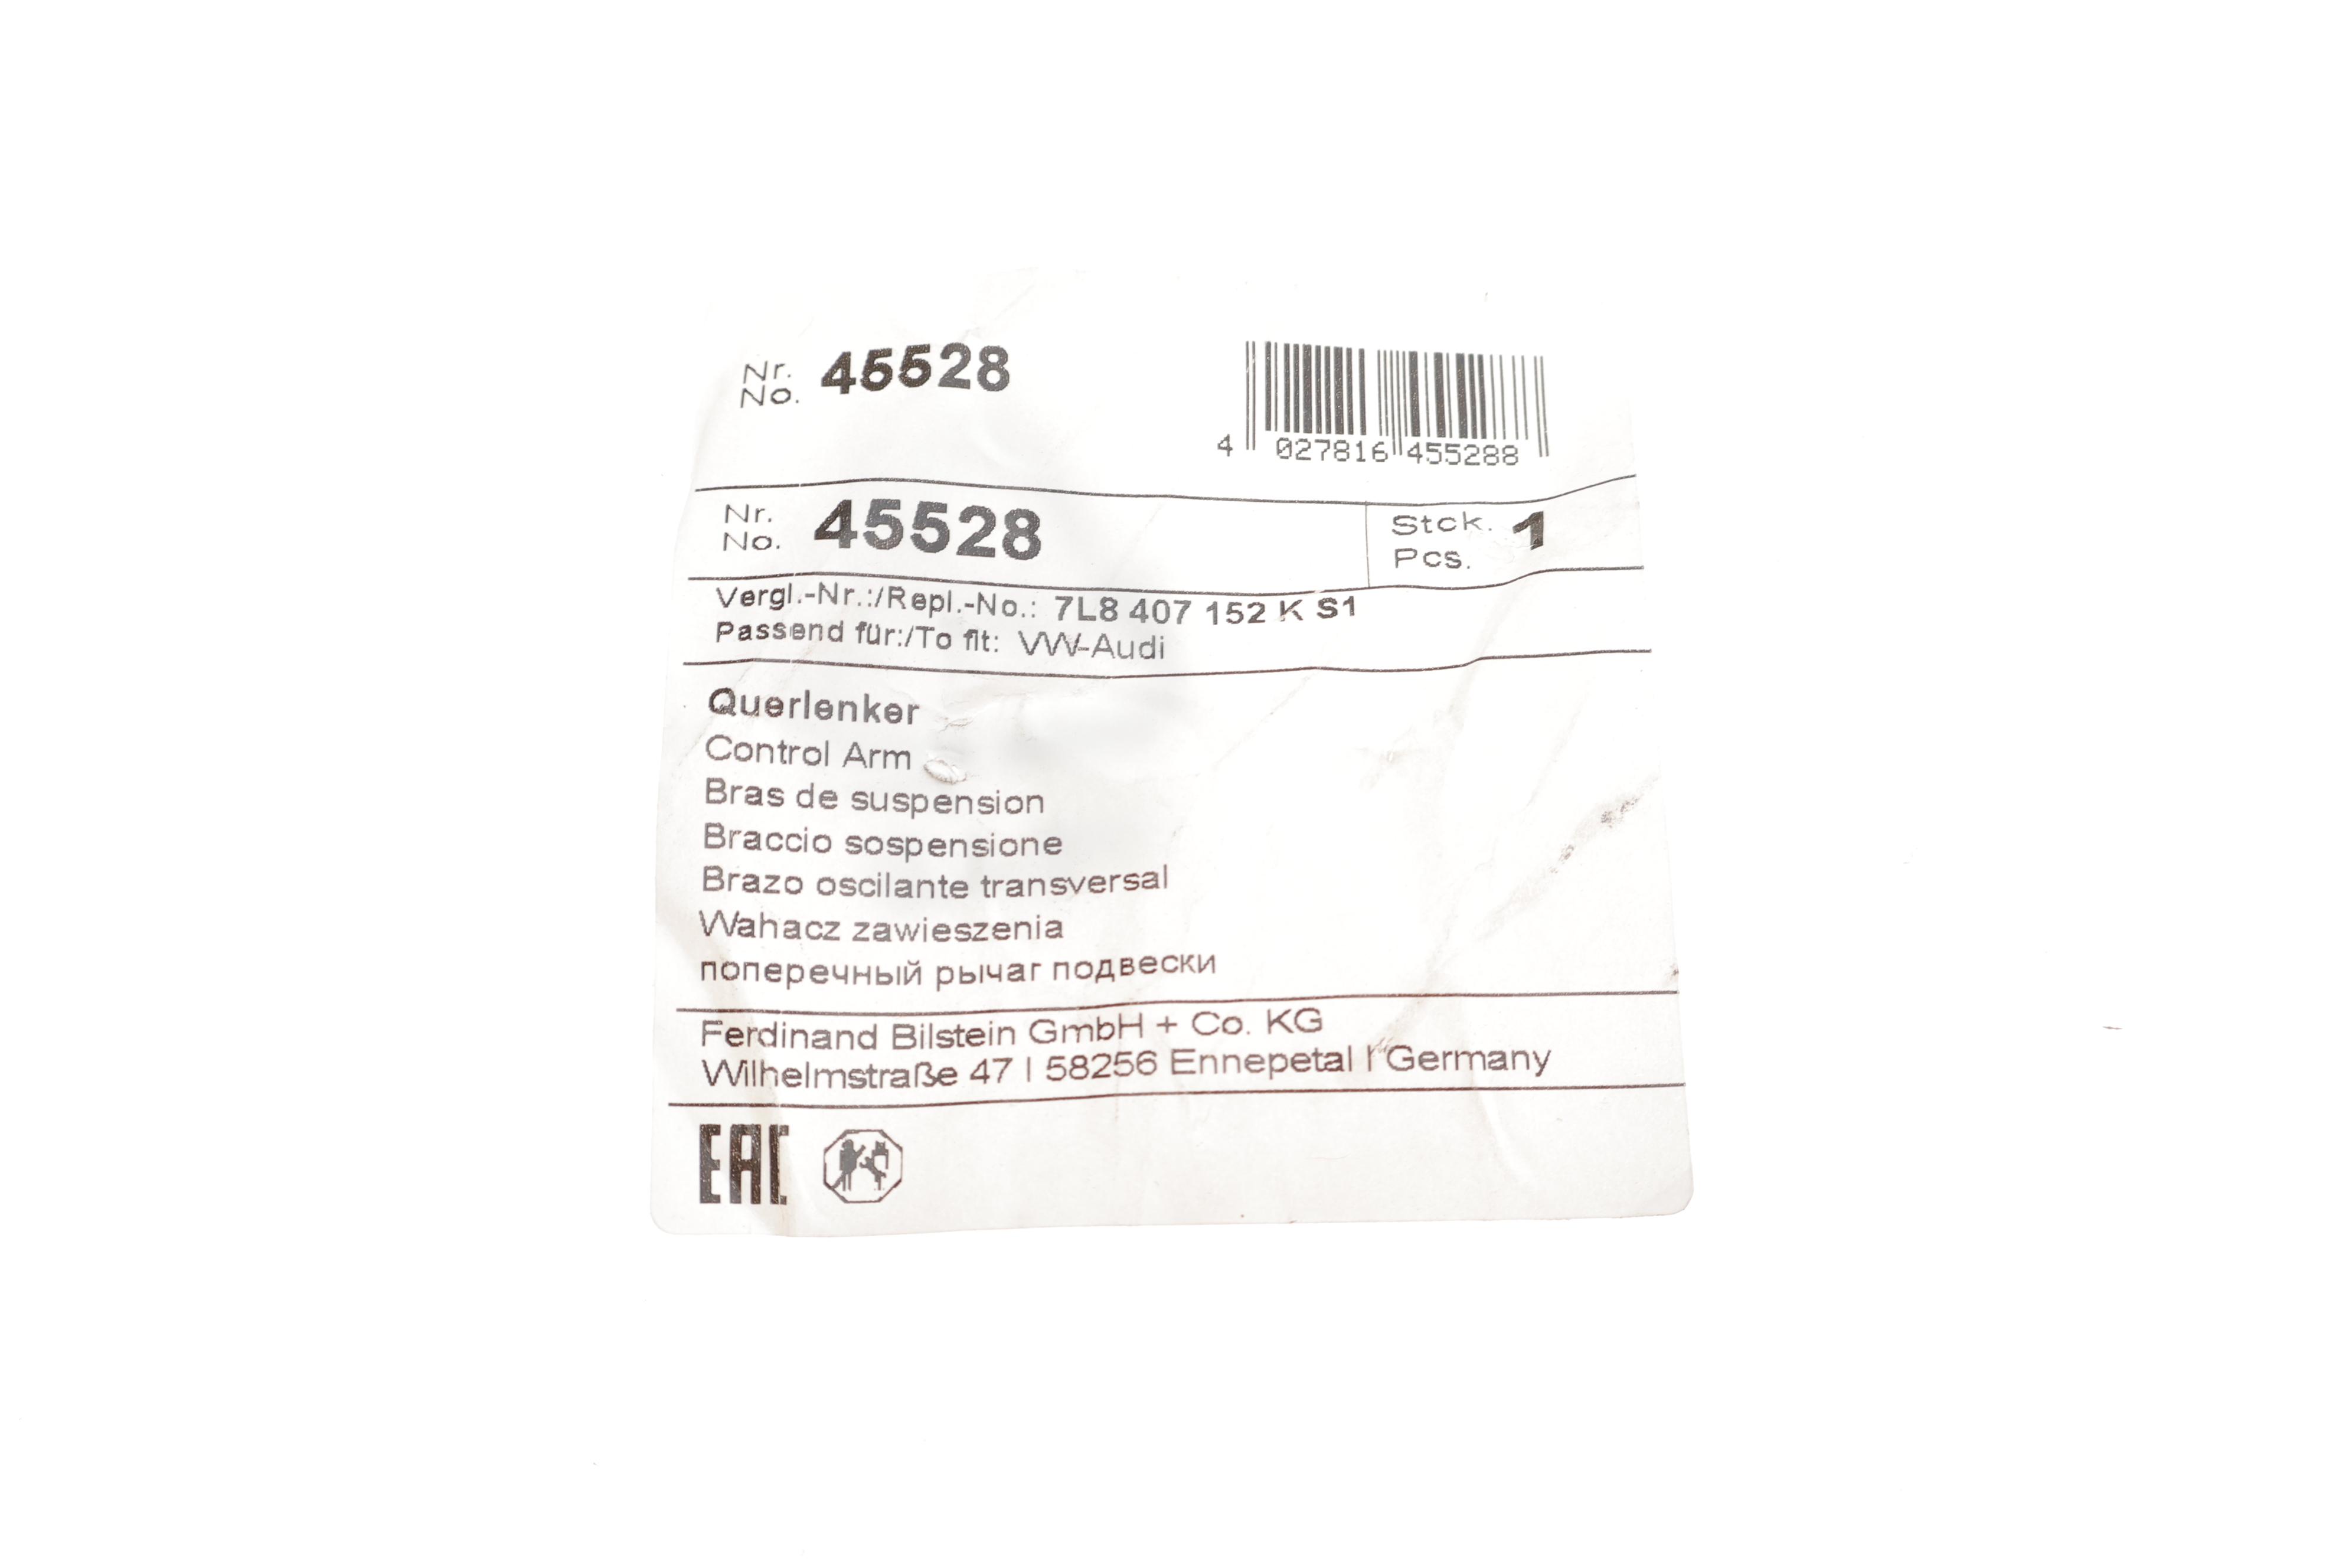 Nr. 45528
No.
4 027816 455288
Nr. 45528
No.
Stck. 1
Pcs.
Vergl.-Nr.:/Repl.-No.: 7L8 407 152 K S1
Passend für:/To fit: VW-Audi
Querlenker
Control Arm
Bras de suspension
Braccio sospensione
Brazo oscilante transversal
Wahacz zawieszenia
поперечный рычаг подвески
Ferdinand Bilstein GmbH + Co. KG
Wilhelmstraße 47 | 58256 Ennepetal | Germany
EAC